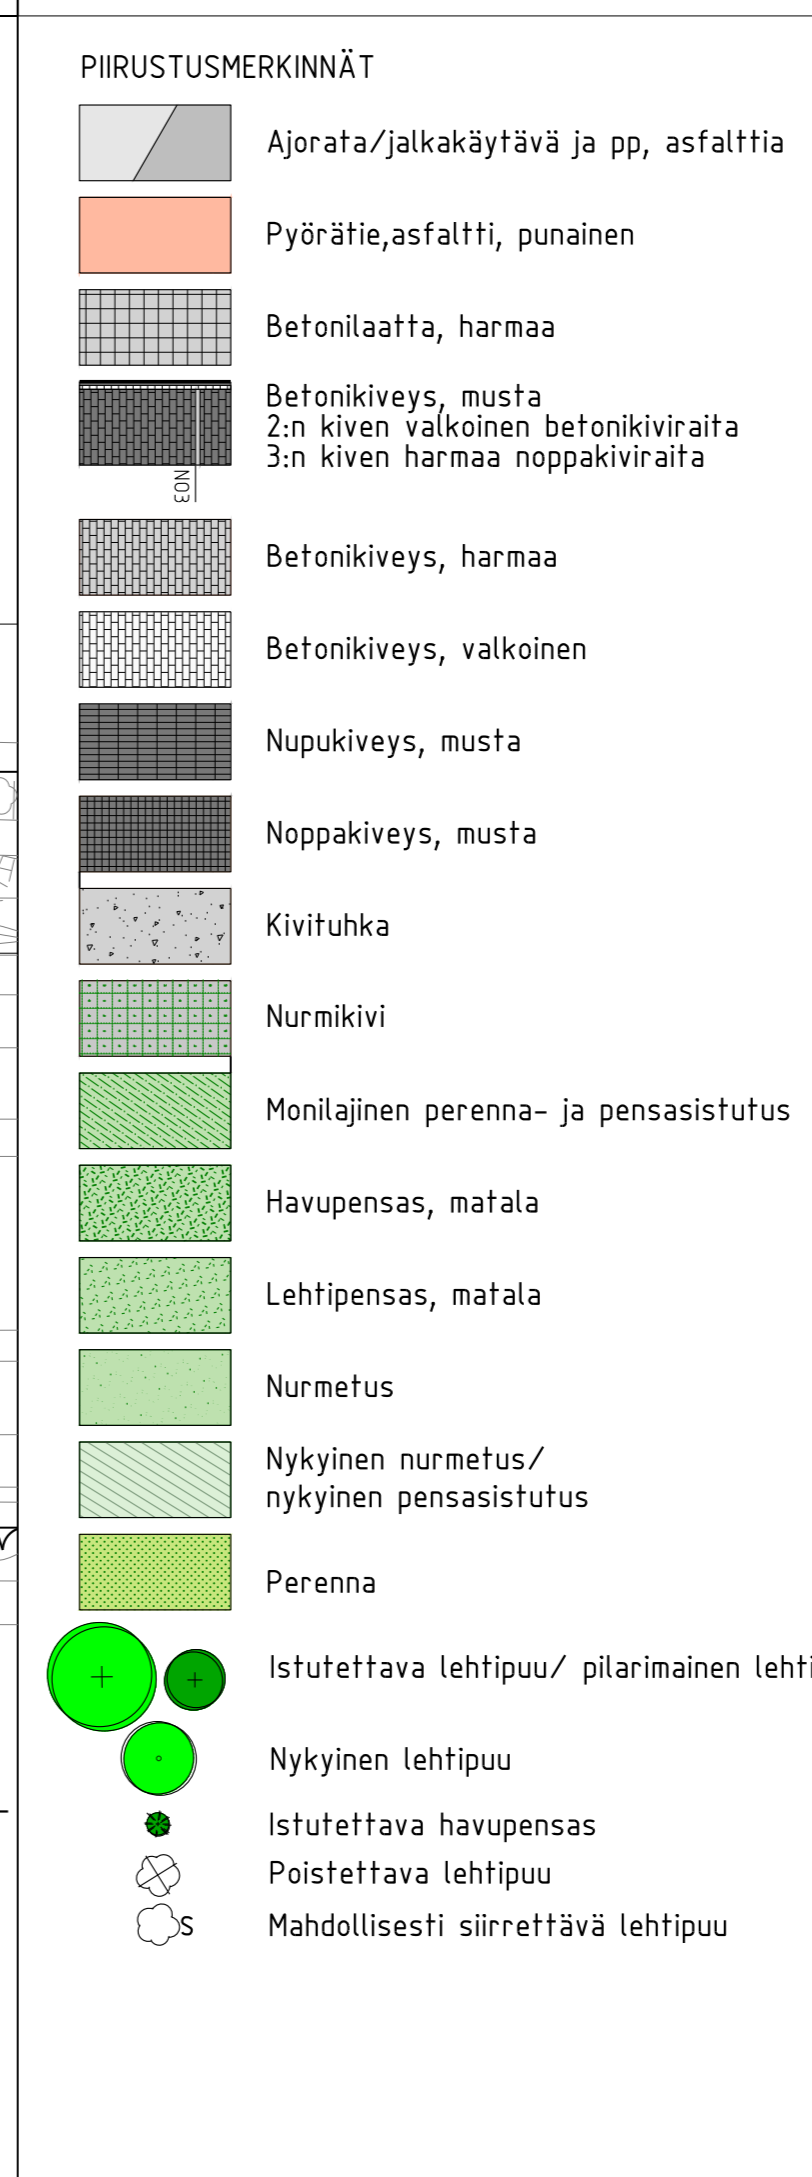 PIIRUSTUSMERKINNÄT
Ajorata/jalkakäytävä ja pp, asfalttia
Pyörätie,asfaltti, punainen
Betonilaatta, harmaa
Betonikiveys, musta
2:n kiven valkoinen betonikiviraita
3:n kiven harmaa noppakiviraita
NO3
Betonikiveys, harmaa
Betonikiveys, valkoinen
Nupukiveys, musta
Noppakiveys, musta
Kivituhka
Nurmikivi
Monilajinen perenna- ja pensasistutus
Havupensas, matala
Lehtipensas, matala
Nurmetus
Nykyinen nurmetus/
nykyinen pensasistutus
Perenna
Istutettava lehtipuu/ pilarimainen lehti
Nykyinen lehtipuu
Istutettava havupensas
Poistettava lehtipuu
S Mahdollisesti siirrettävä lehtipuu